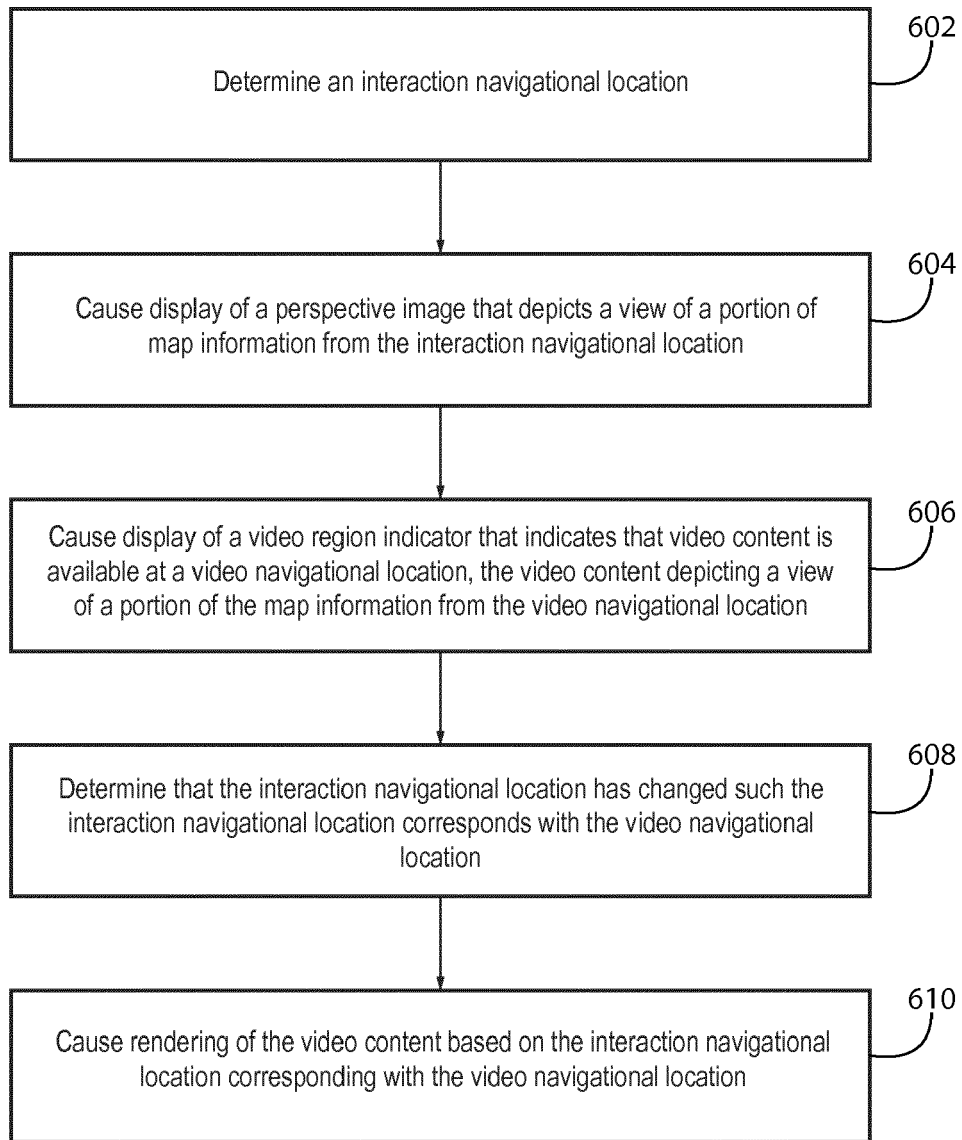 602
Determine an interaction navigational location
604
Cause display of a perspective image that depicts a view of a portion of
map information from the interaction navigational location
606
Cause display of a video region indicator that indicates that video content is
available at a video navigational location, the video content depicting a view
of a portion of the map information from the video navigational location
608
Determine that the interaction navigational location has changed such the
interaction navigational location corresponds with the video navigational
location
610
Cause rendering of the video content based on the interaction navigational
location corresponding with the video navigational location